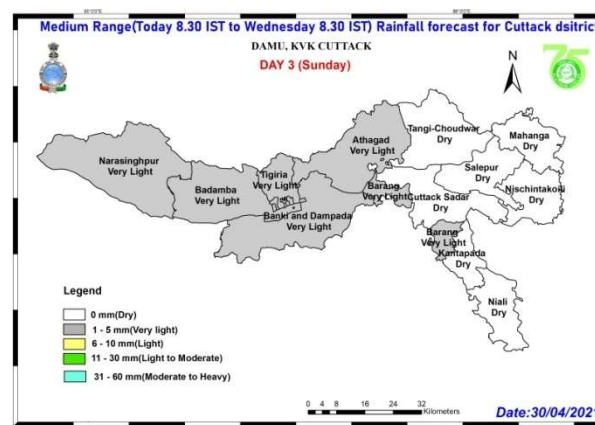 Medium Range(Today 8.30 IST to Wednesday 8.30 IST) Rainfall forecast for Cuttack dsitrict
DAMU, KVK CUTTACK
DAY 3 (Sunday)
N
75
Tangi-Choudwar
Dry
Mahanga
Dry
Athagad
Very Light
Narasinghpur
Very Light
Tigiria
Very Light
Salepur
Dry
Badamba
Very Light
Barang
Very Light
Cuttack Sadar
Dry
Nischintakoili
Dry
Banki and Dampada
Very Light
Barang
Very Light
Kantapada
Dry
Niali
Dry
Legend
0 mm(Dry)
1 - 5 mm(Very light)
6 - 10 mm(Light)
11 - 30 mm(Light to Moderate)
31 - 60 mm(Moderate to Heavy)
0 4 8 16 24 32
Kilometers
Date:30/04/2021